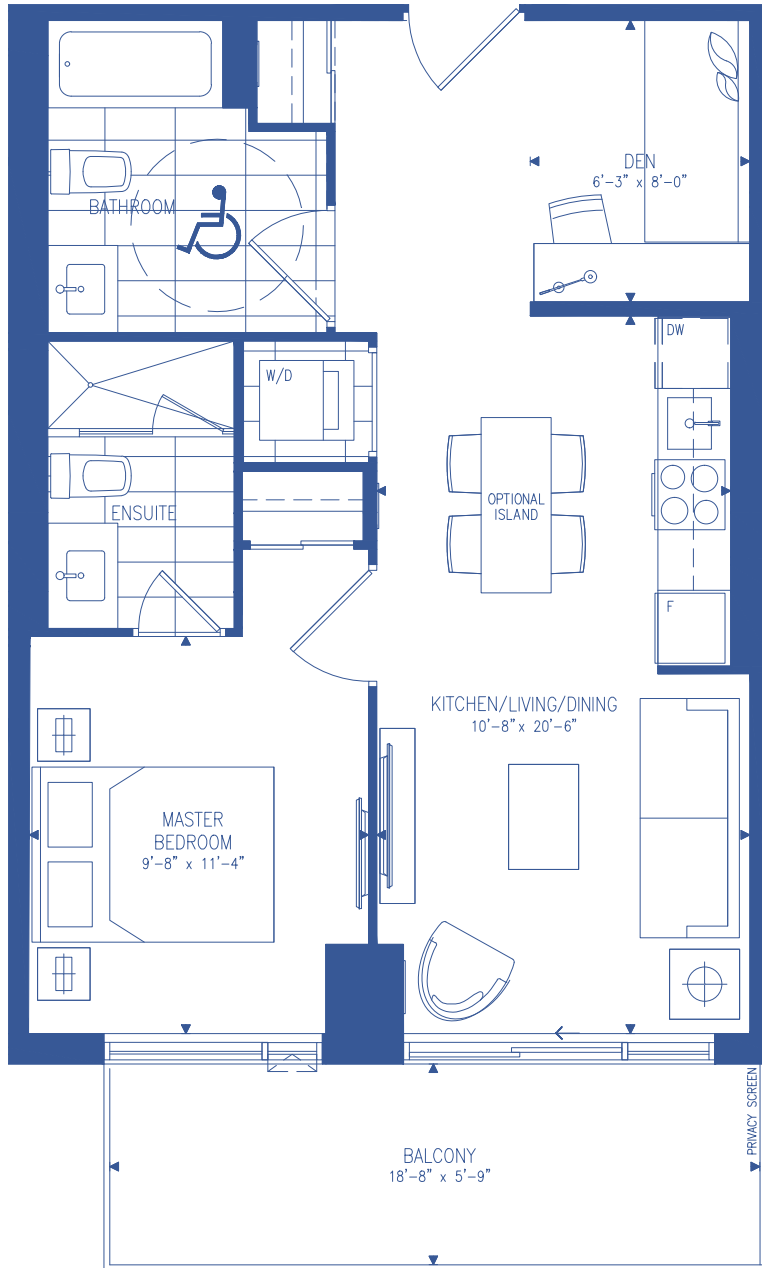 DEN
6'-3" x 8'-0"
BATHROOM
DW
W/D
OPTIONAL
ISLAND
ENSUITE
F
KITCHEN/LIVING/DINING
10'-8" x 20'-6"
MASTER
BEDROOM
9'-8" x 11'-4"
PRIVACY SCREEN
BALCONY
18'-8" x 5'-9"